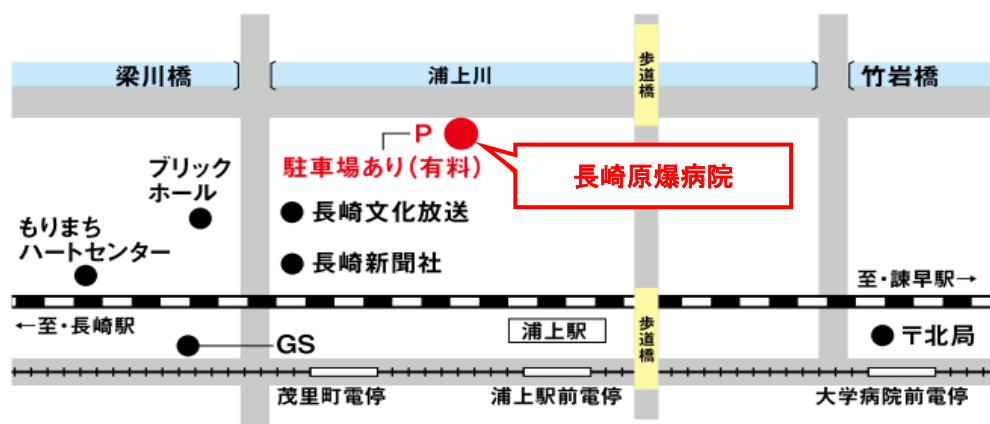 梁川橋
浦上川
歩道橋
竹岩橋
P
駐車場あり（有料）
長崎原爆病院
ブリック
ホール
長崎文化放送
もりまち
ハートセンター
長崎新聞社
至・諫早駅→
←至・長崎駅
GS
浦上駅
歩道橋
〒北局
茂里町電停
浦上駅前電停
大学病院前電停